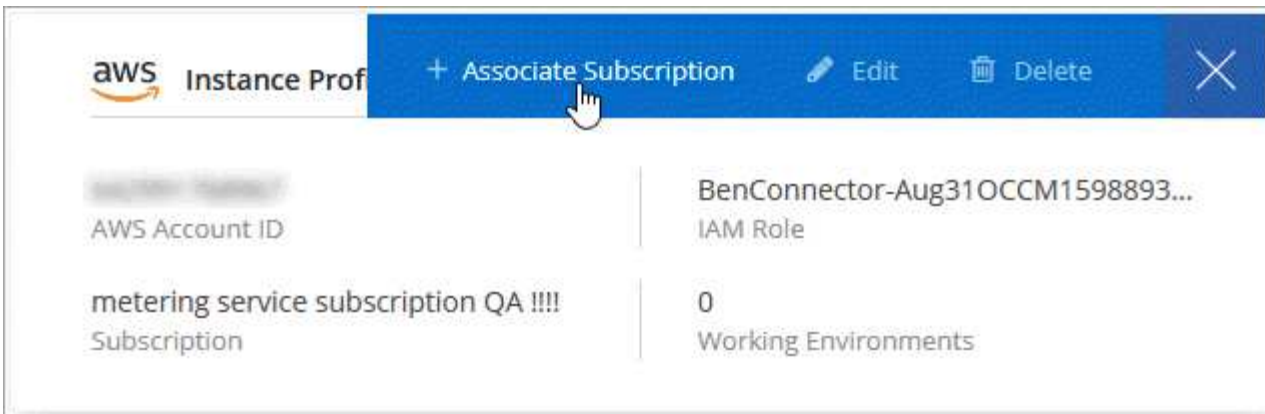 aws Instance Prof + Associate Subscription Edit Delete
AWS Account ID
BenConnector-Aug31OCCM1598893...
IAM Role
metering service subscription QA !!!!
Subscription
0
Working Environments